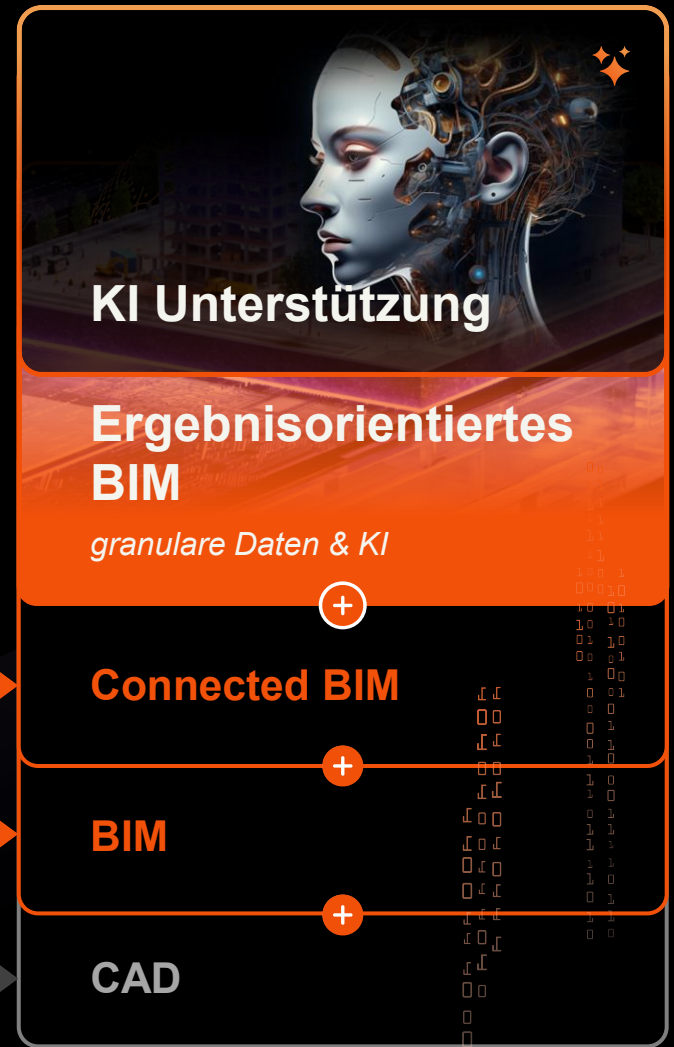 KI Unterstützung
Ergebnisorientiertes
BIM
granulare Daten & KI
Connected BIM
BIM
CAD